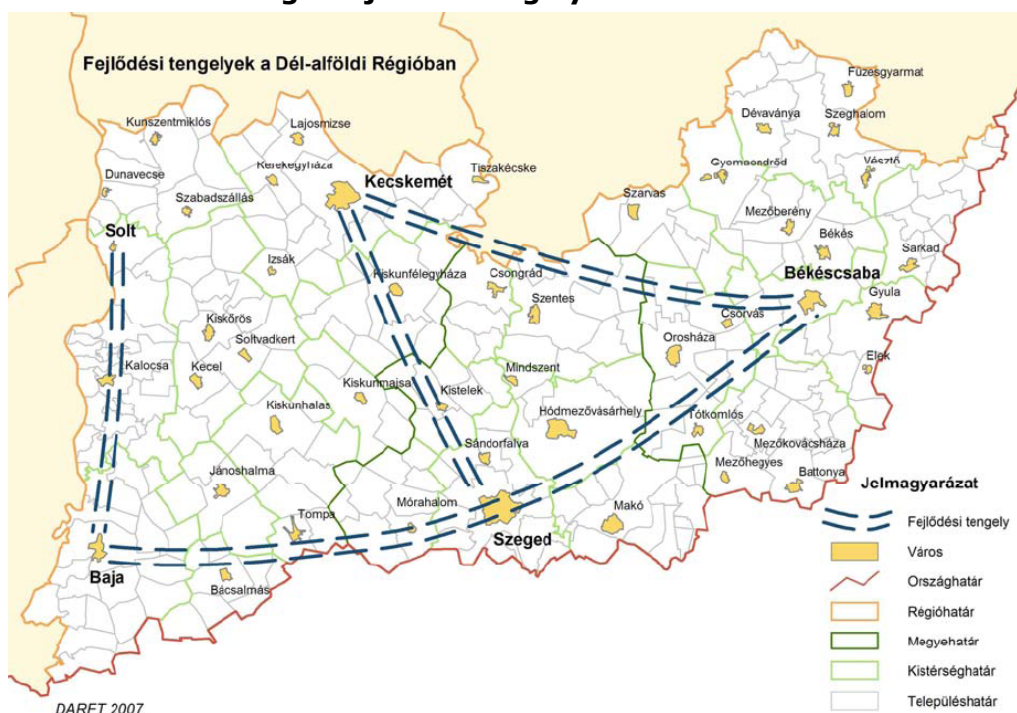 Fejlődési tengelyek a Dél-alföldi Régióban
Füzesgyarmat
Kunszentmiklós
Lajosmizse
Dévaványa
Szeghalom
Kerekegyháza
Tiszakécske
Gyomaendrőd
Vésztő
Dunavecse
Kecskemét
Szabadszállás
Szarvas
Mezőberény
Solt
Békés
Sarkad
Izsák
Kiskunfélegyháza
Csongrád
Békéscsaba
Gyula
Szentes
Csorvás
Kiskőrös
Orosháza
Soltvadkert
Kalocsa
Kecel
Elek
Kiskunmajsa
Kistelek
Mindszent
Kiskunhalas
Hódmezővásárhely
Tótkomlós
Sándorfalva
Mezőkovácsháza
Mezőhegyes
Battonya
Jánoshalma
Mórahalom
Makó
Tompa
Szeged
Baja
Bácsalmás
Jelmagyarázat
Fejlődési tengely
Város
Országhatár
Régióhatár
Megyehatár
Kistérséghatár
Településhatár
DARFT 2007